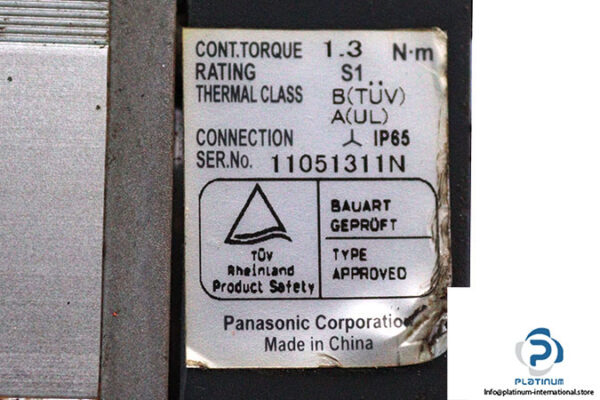 CONT.TORQUE 1.3 N·m
RATING S1
THERMAL CLASS B(TÜV)
A(UL)
CONNECTION IP65
SER.No. 11051311N
TÜV
Rheinland
Product Safety
BAUART
GEPRÜFT
TYPE
APPROVED
Panasonic Corporation
Made in China
PLATINUM
Info@platinum-international.store